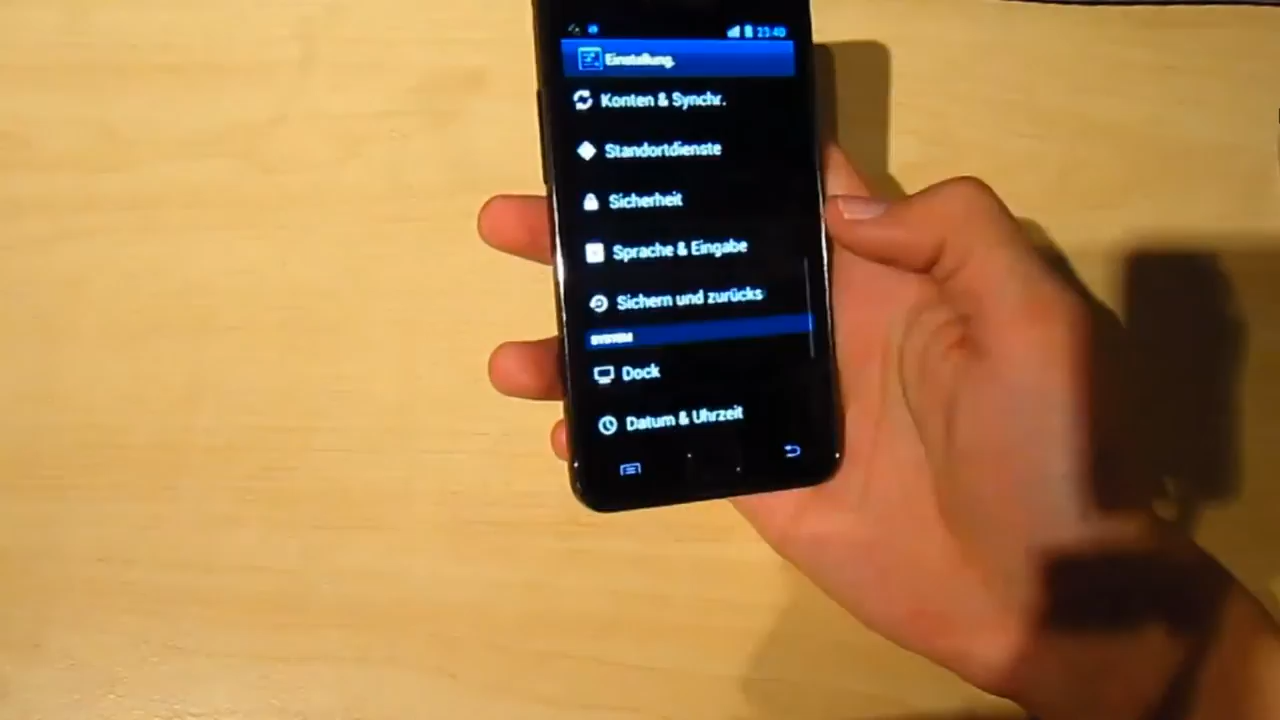 23:40
Einstellung.
Konten & Synchr.
Standortdienste
Sicherheit
Sprache & Eingabe
Sichern und zurücks
SYSTEM
Dock
Datum & Uhrzeit